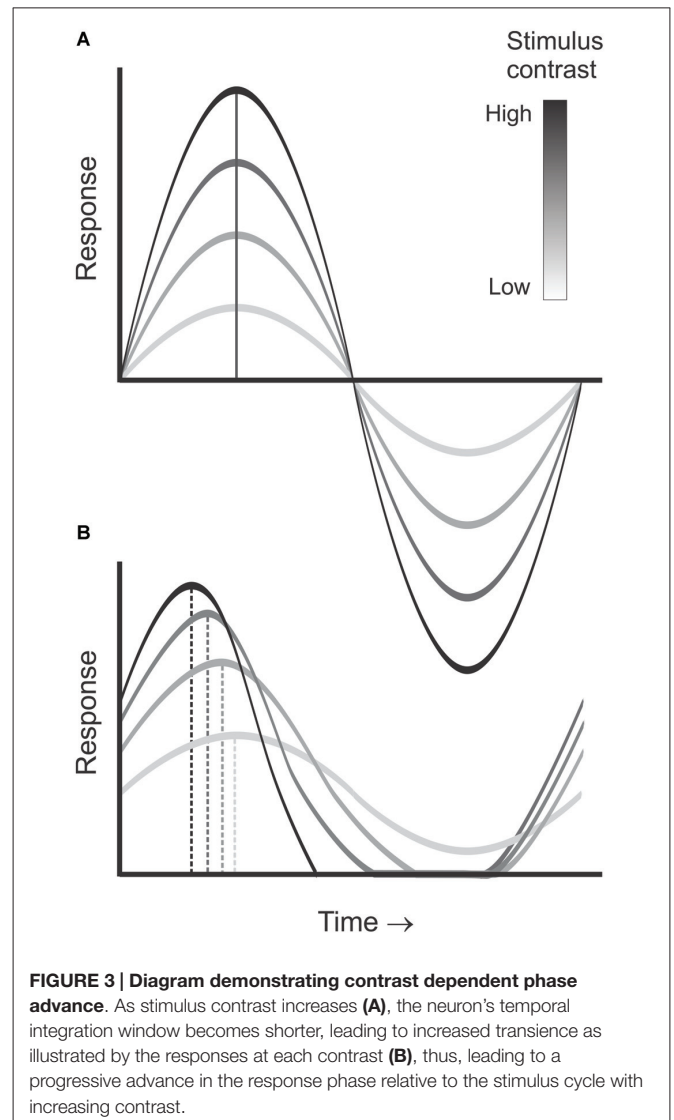 A
Stimulus
contrast
High
Low
Response
B
Response
Time →
FIGURE 3 | Diagram demonstrating contrast dependent phase
advance. As stimulus contrast increases (A), the neuron’s temporal
integration window becomes shorter, leading to increased transience as
illustrated by the responses at each contrast (B), thus, leading to a
progressive advance in the response phase relative to the stimulus cycle with
increasing contrast.